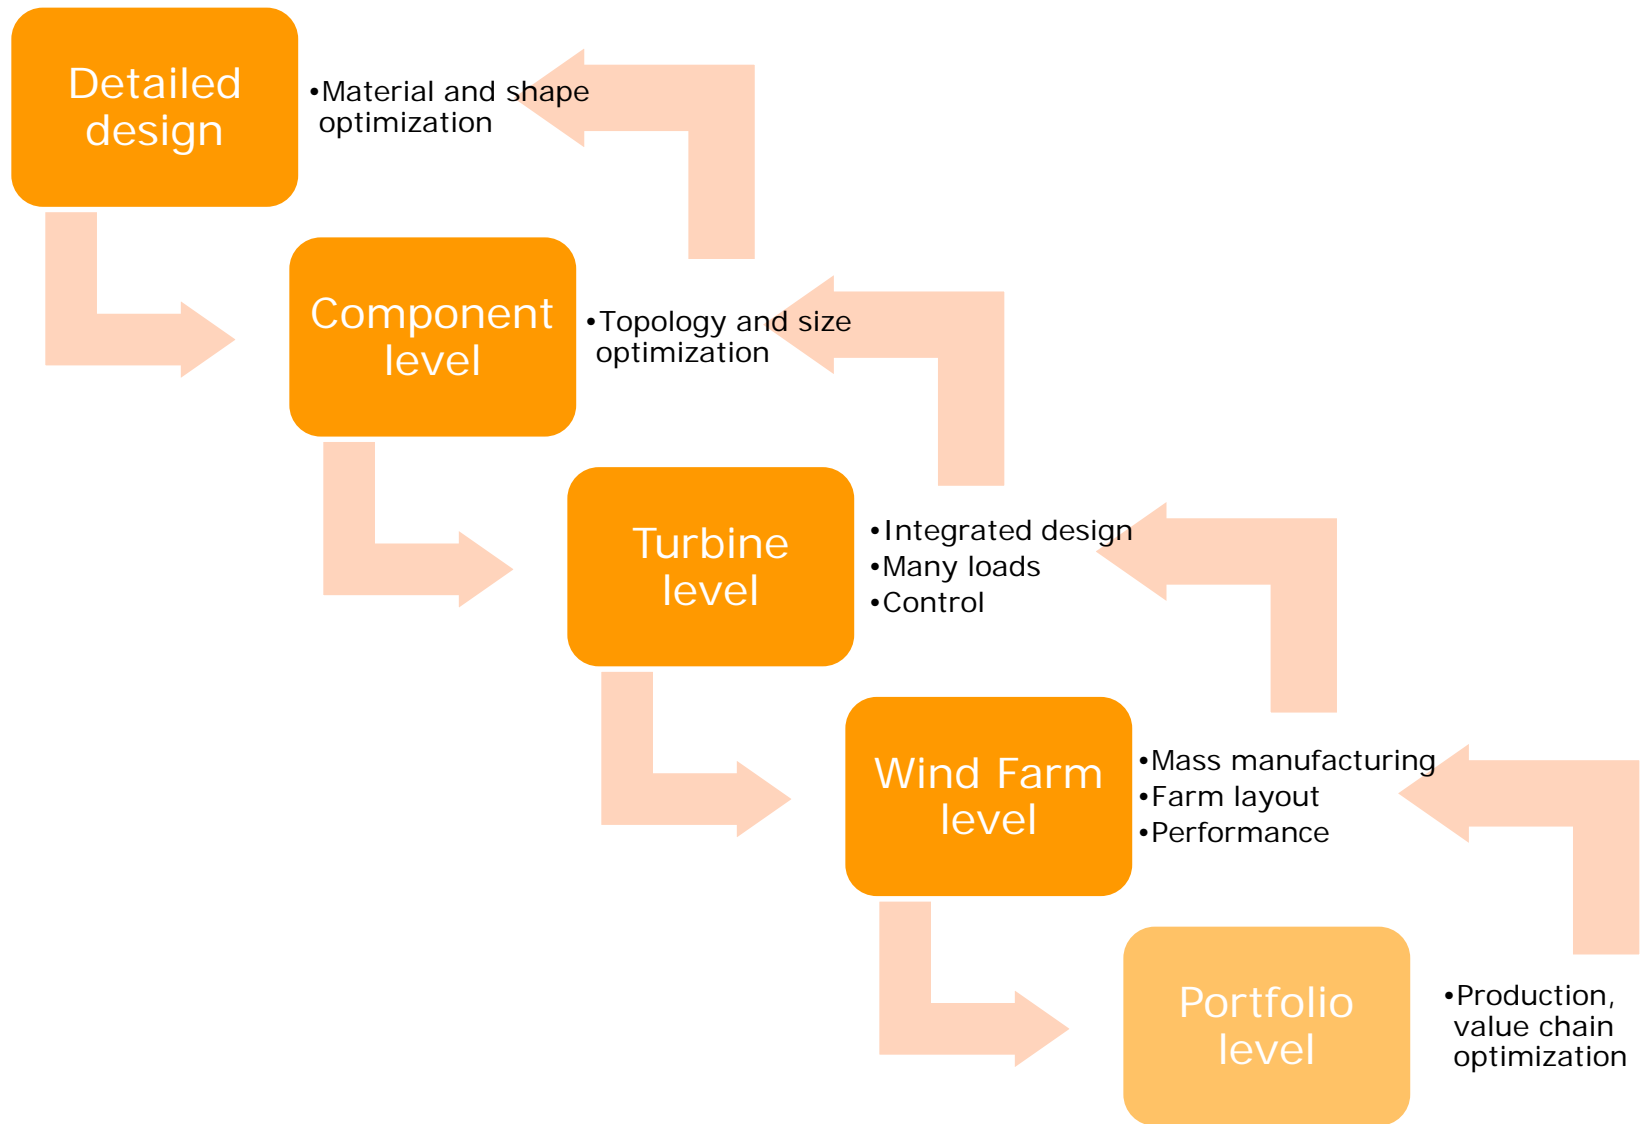 Detailed
design
•Material and shape
optimization
Component
level
•Topology and size
optimization
Turbine
level
•Integrated design
•Many loads
•Control
Wind Farm
level
•Mass manufacturing
•Farm layout
•Performance
Portfolio
level
•Production,
value chain
optimization